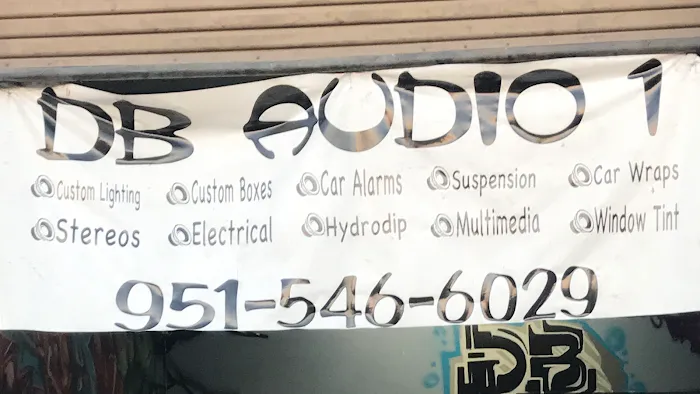 DB AUDIO 1
Custom Lighting Custom Boxes Car Alarms Suspension Car Wraps
Stereos Electrical Hydrodip Multimedia Window Tint
951-546-6029
DB